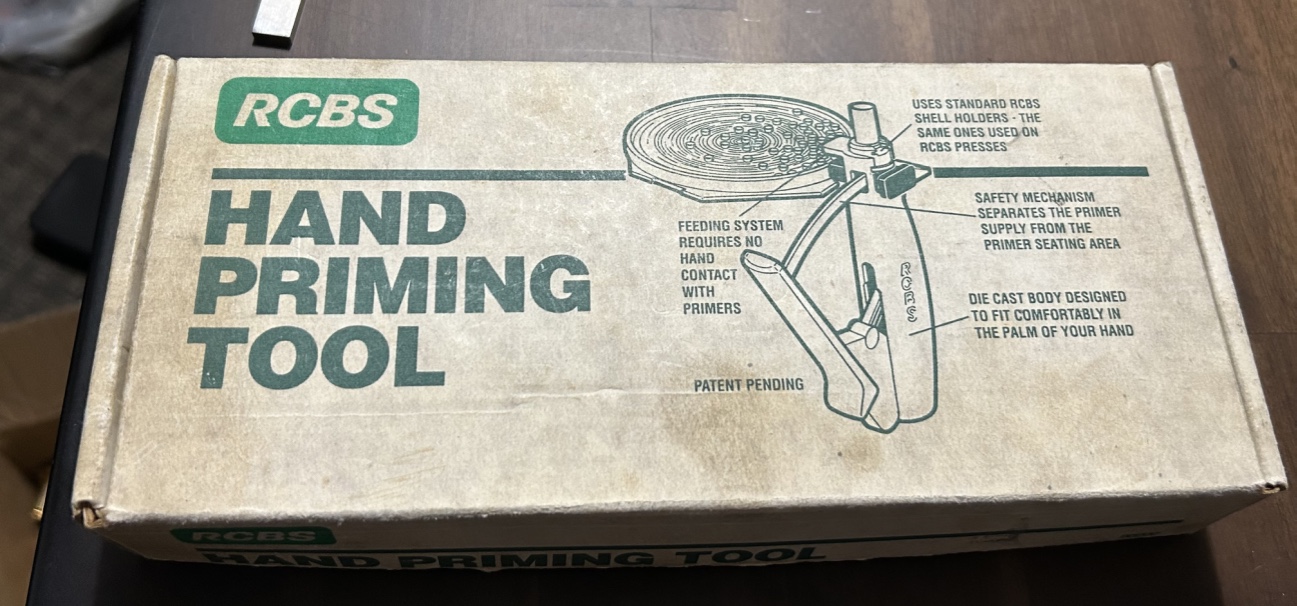 RCBS
HAND
PRIMING
TOOL
USES STANDARD RCBS
SHELL HOLDERS - THE
SAME ONES USED ON
RCBS PRESSES
FEEDING SYSTEM
REQUIRES NO
HAND
CONTACT
WITH
PRIMERS
SAFETY MECHANISM
SEPARATES THE PRIMER
SUPPLY FROM THE
PRIMER SEATING AREA
RCBS
DIE CAST BODY DESIGNED
TO FIT COMFORTABLY IN
THE PALM OF YOUR HAND
PATENT PENDING
RCBS
HAND PRIMING TOOL